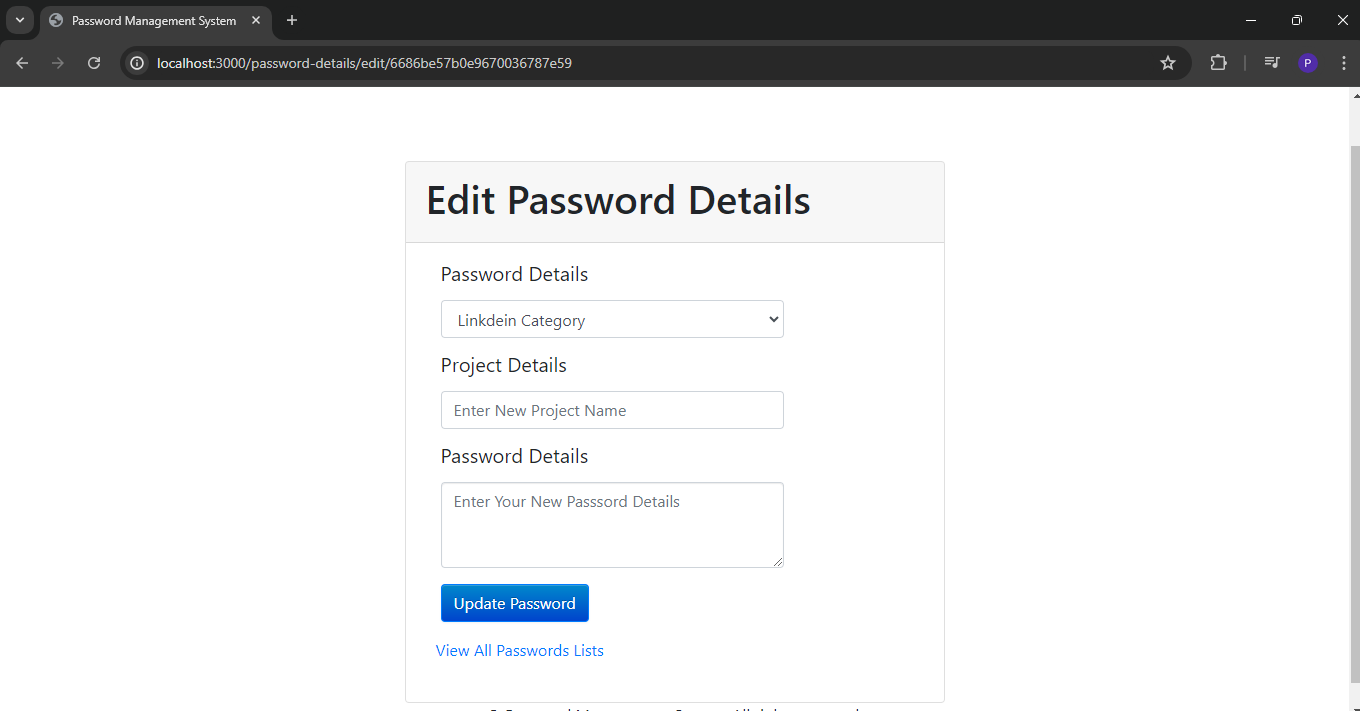 Password Management System
localhost:3000/password-details/edit/6686be57b0e9670036787e59
P
Edit Password Details
Password Details
Linkdein Category
Project Details
Enter New Project Name
Password Details
Enter Your New Passsord Details
Update Password
View All Passwords Lists